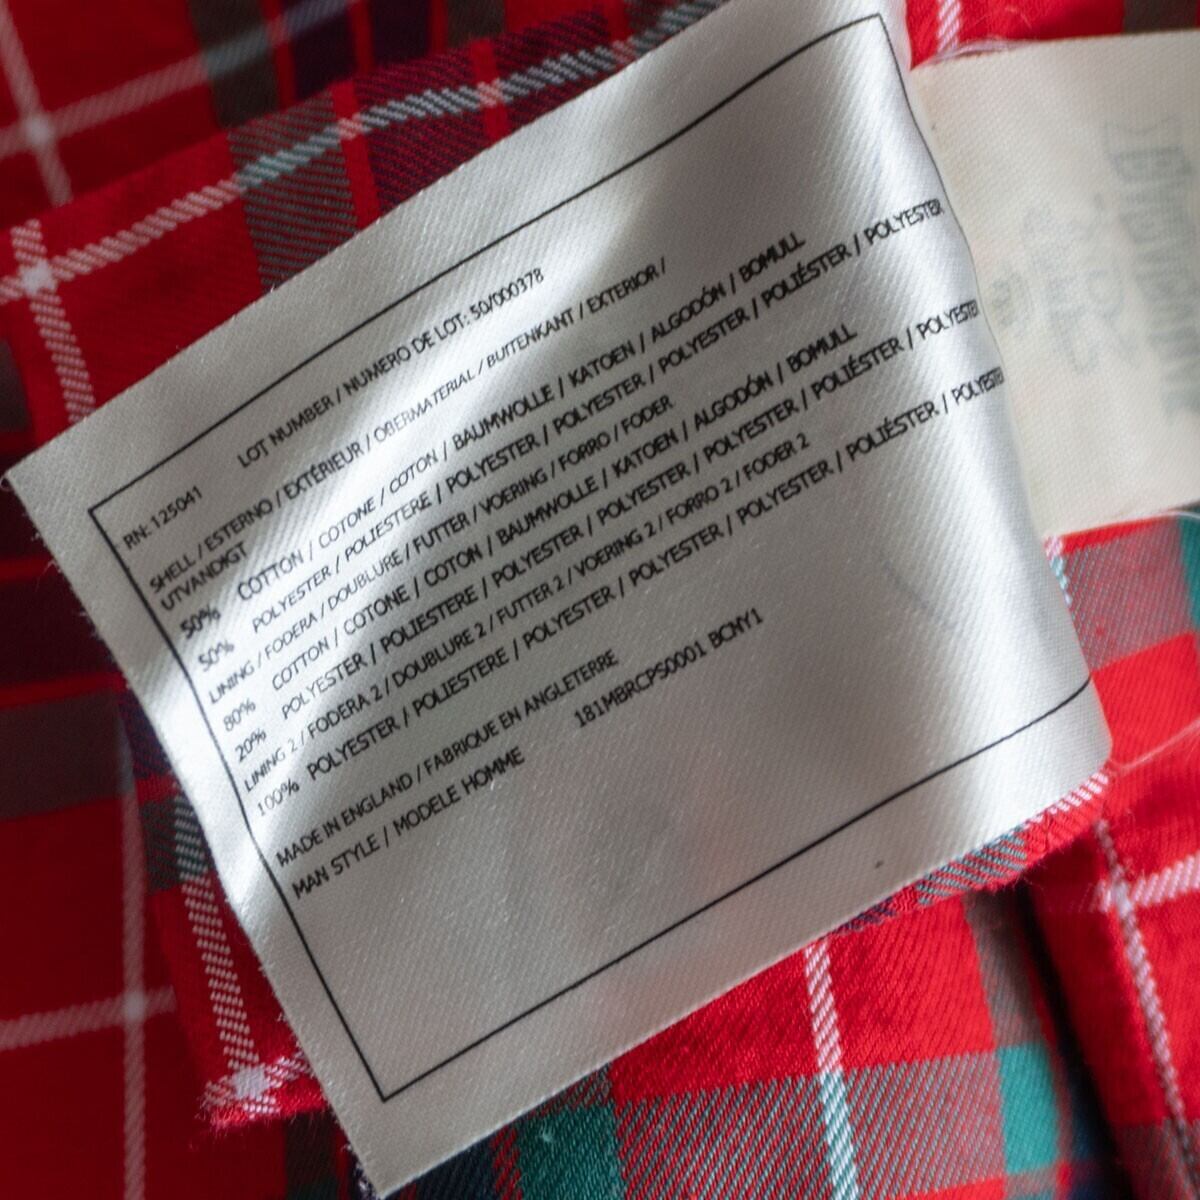 RN: 125041
LOT NUMBER / NUMERO DE LOT: 50/000378
SHELL / ESTERNO / EXTÉRIEUR / OBERMATERIAL / BUITENKANT / EXTERIOR /
UTVANDIGT
50% COTTON / COTONE / COTON / BAUMWOLLE / KATOEN / ALGODÓN / BOMULL
50% POLYESTER / POLIESTERE / POLYESTER / POLYESTER / POLYESTER / POLIÉSTER / POLYESTER
LINING / FODERA / DOUBLURE / FUTTER / VOERING / FORRO / FODER
80% COTTON / COTONE / COTON / BAUMWOLLE / KATOEN / ALGODÓN / BOMULL
20% POLYESTER / POLIESTERE / POLYESTER / POLYESTER / POLYESTER / POLIÉSTER / POLYESTER
LINING 2 / FODERA 2 / DOUBLURE 2 / FUTTER 2 / VOERING 2 / FORRO 2 / FODER 2
100% POLYESTER / POLIESTERE / POLYESTER / POLYESTER / POLYESTER / POLIÉSTER / POLYESTER
MADE IN ENGLAND / FABRIQUE EN ANGLETERRE
MAN STYLE / MODELE HOMME 181MBRCPS0001 BCNY1